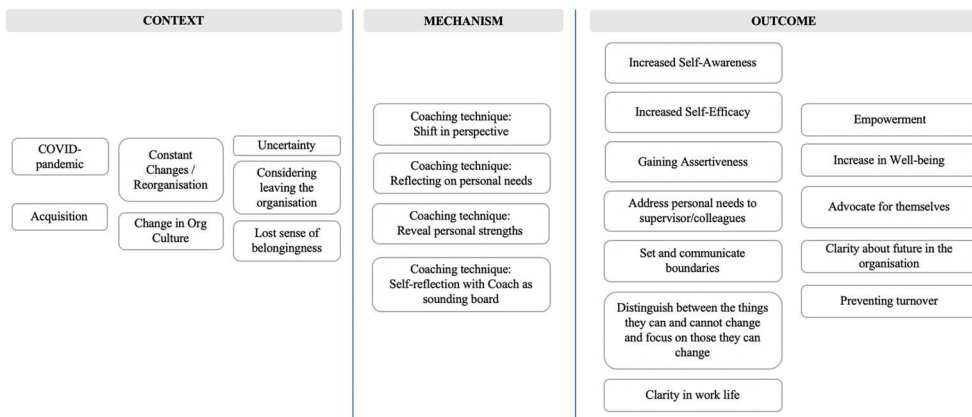 CONTEXT
COVID-
pandemic
Acquisition
Constant
Changes /
Reorganisation
Change in Org
Culture
Uncertainty
Considering
leaving the
organisation
Lost sense of
belongingness
MECHANISM
Coaching technique:
Shift in perspective
Coaching technique:
Reflecting on personal needs
Coaching technique:
Reveal personal strengths
Coaching technique:
Self-reflection with Coach as
sounding board
OUTCOME
Increased Self-Awareness
Increased Self-Efficacy
Gaining Assertiveness
Address personal needs to
supervisor/colleagues
Set and communicate
boundaries
Distinguish between the things
they can and cannot change
and focus on those they can
change
Clarity in work life
Empowerment
Increase in Well-being
Advocate for themselves
Clarity about future in the
organisation
Preventing turnover